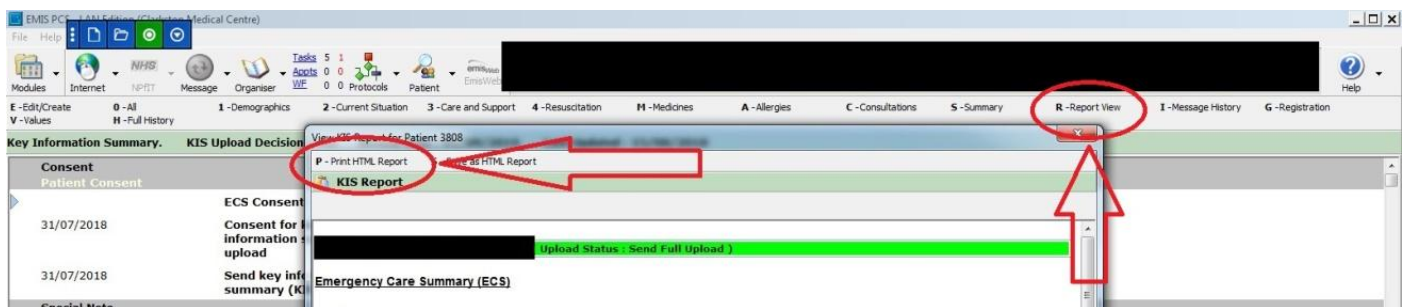 EMIS PCS - LAN Edition (Clarkston Medical Centre)
File Help
Tasks 5 1
Appts 0 0
WF 0 0
Modules Internet NPfIT Message Organiser Protocols Patient EmisWeb Help
NHS
emisWeb
E -Edit/Create 0 -All 1 -Demographics 2 -Current Situation 3 -Care and Support 4 -Resuscitation M -Medicines A -Allergies C -Consultations S -Summary R -Report View I -Message History G -Registration
V -Values H -Full History
Key Information Summary. KIS Upload Decision
View KIS Report for Patient 3808
P - Print HTML Report as HTML Report
KIS Report
Consent
Patient Consent
ECS Consent
31/07/2018 Consent for
information
upload
31/07/2018 Send key info
summary (K
Upload Status : Send Full Upload )
Emergency Care Summary (ECS)
Special Note